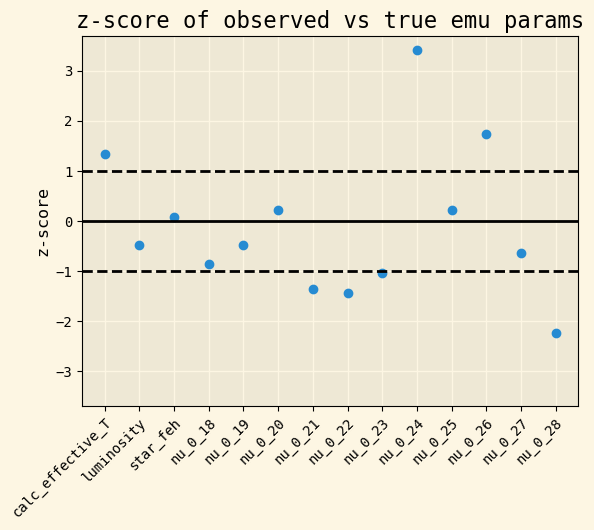 z-score of observed vs true emu params
z-score
3
2
1
0
−1
−2
−3
calc_effective_T
luminosity
star_feh
nu_0_18
nu_0_19
nu_0_20
nu_0_21
nu_0_22
nu_0_23
nu_0_24
nu_0_25
nu_0_26
nu_0_27
nu_0_28